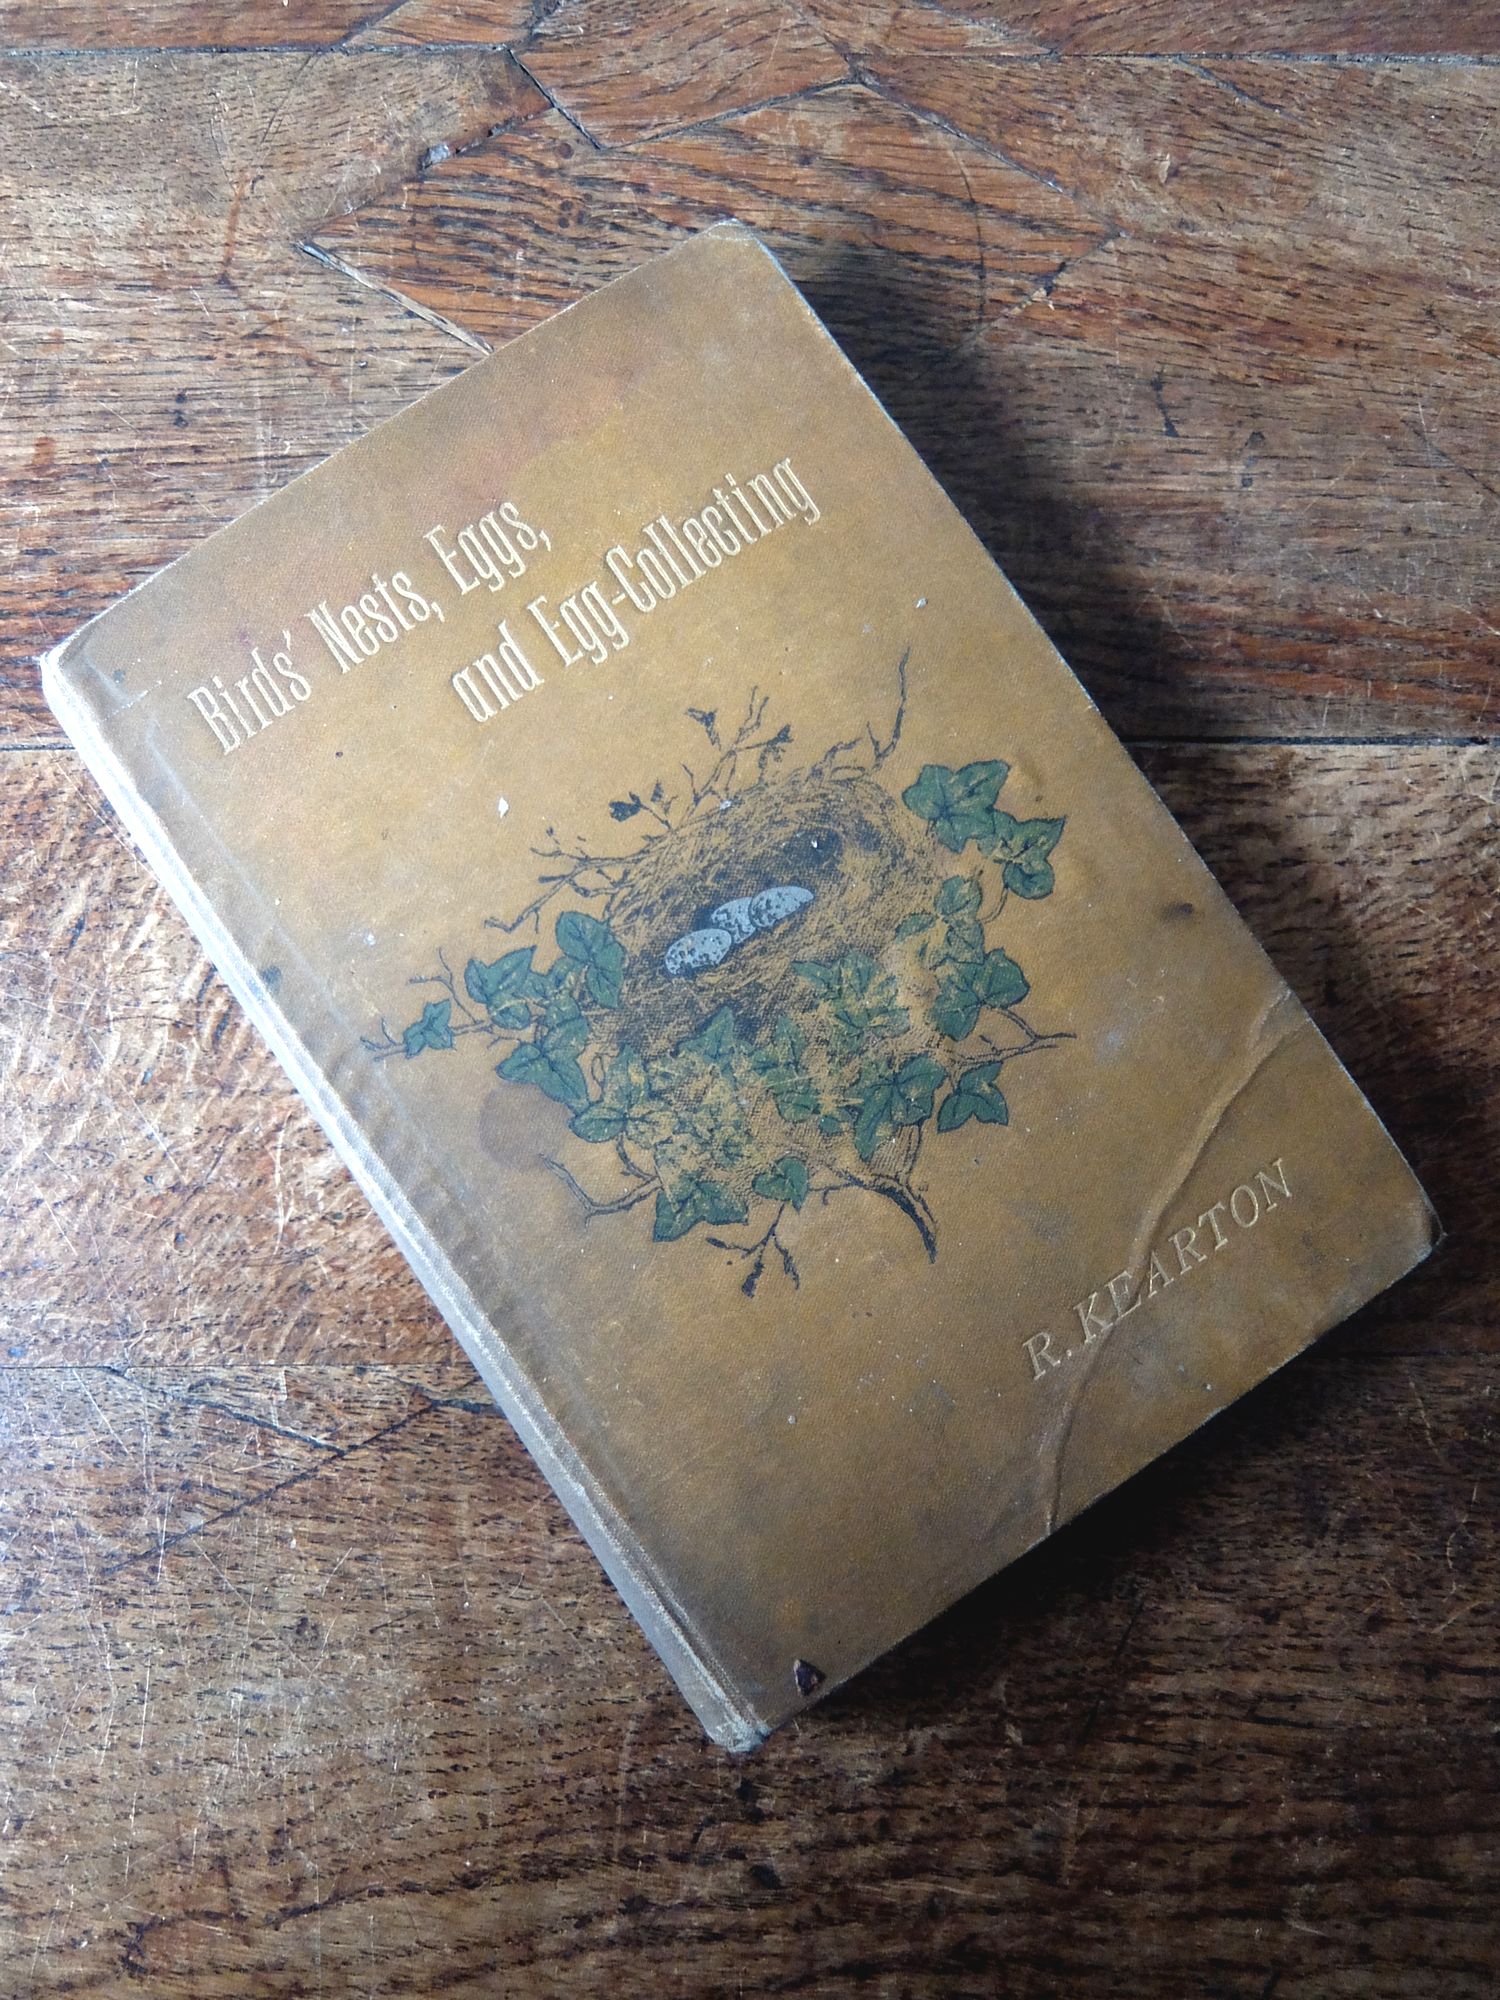 Birds' Nests, Eggs,
and Egg-Collecting
R. KEARTON